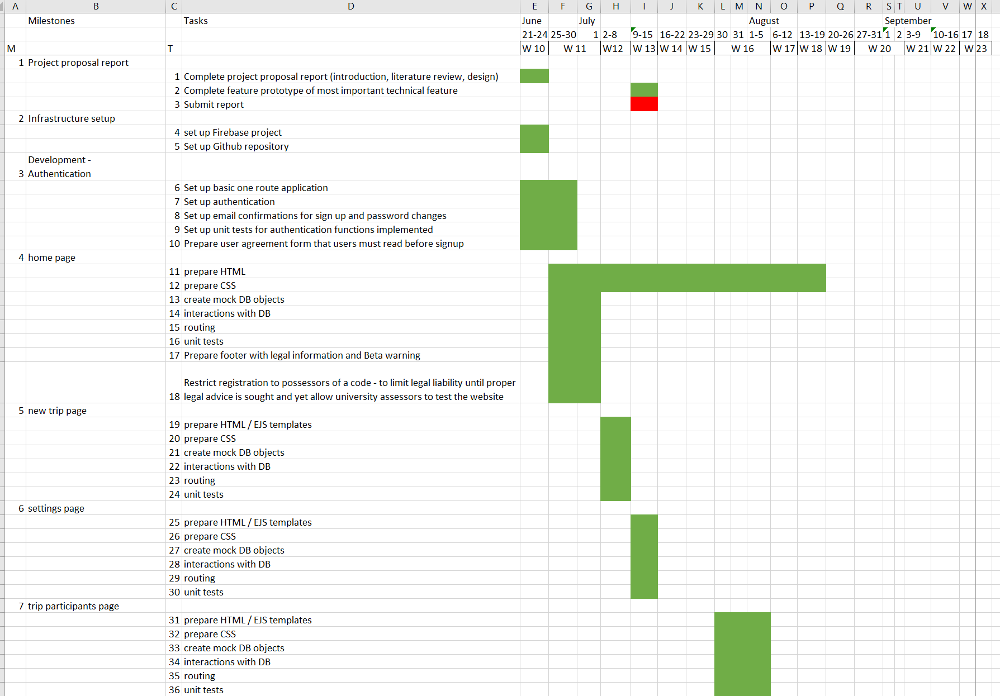 A B C D E F G H I J K L M N O P Q R S T U V W X
Milestones Tasks June July August September
21-24 25-30 1 2-8 9-15 16-22 23-29 30 31 1-5 6-12 13-19 20-26 27-31 1 2 3-9 10-16 17 18
M T W 10 W 11 W12 W 13 W 14 W 15 W 16 W 17 W 18 W 19 W 20 W 21 W 22 W 23
1 Project proposal report
1 Complete project proposal report (introduction, literature review, design)
2 Complete feature prototype of most important technical feature
3 Submit report
2 Infrastructure setup
4 set up Firebase project
5 Set up Github repository
Development -
3 Authentication
6 Set up basic one route application
7 Set up authentication
8 Set up email confirmations for sign up and password changes
9 Set up unit tests for authentication functions implemented
10 Prepare user agreement form that users must read before signup
4 home page
11 prepare HTML
12 prepare CSS
13 create mock DB objects
14 interactions with DB
15 routing
16 unit tests
17 Prepare footer with legal information and Beta warning
Restrict registration to possessors of a code - to limit legal liability until proper
18 legal advice is sought and yet allow university assessors to test the website
5 new trip page
19 prepare HTML / EJS templates
20 prepare CSS
21 create mock DB objects
22 interactions with DB
23 routing
24 unit tests
6 settings page
25 prepare HTML / EJS templates
26 prepare CSS
27 create mock DB objects
28 interactions with DB
29 routing
30 unit tests
7 trip participants page
31 prepare HTML / EJS templates
32 prepare CSS
33 create mock DB objects
34 interactions with DB
35 routing
36 unit tests